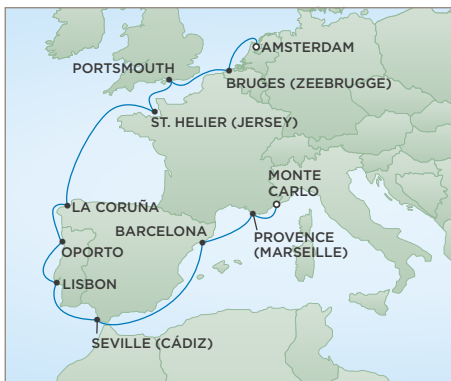 AMSTERDAM
PORTSMOUTH
BRUGES (ZEEBRUGGE)
ST. HELIER (JERSEY)
MONTE
CARLO
LA CORUÑA
BARCELONA
PROVENCE
(MARSEILLE)
OPORTO
LISBON
SEVILLE (CÁDIZ)